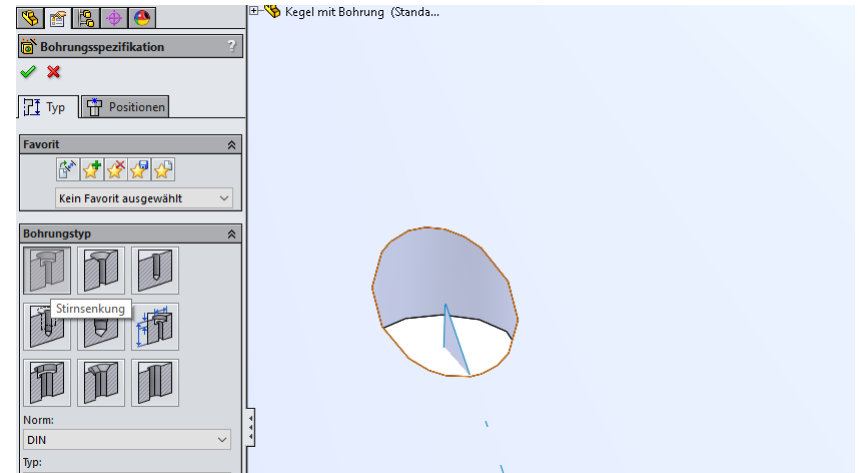 Kegel mit Bohrung (Standa...
Bohrungsspezifikation ?
Typ
Positionen
Favorit
Kein Favorit ausgewählt
Bohrungstyp
Stirnsenkung
Norm:
DIN
Typ: